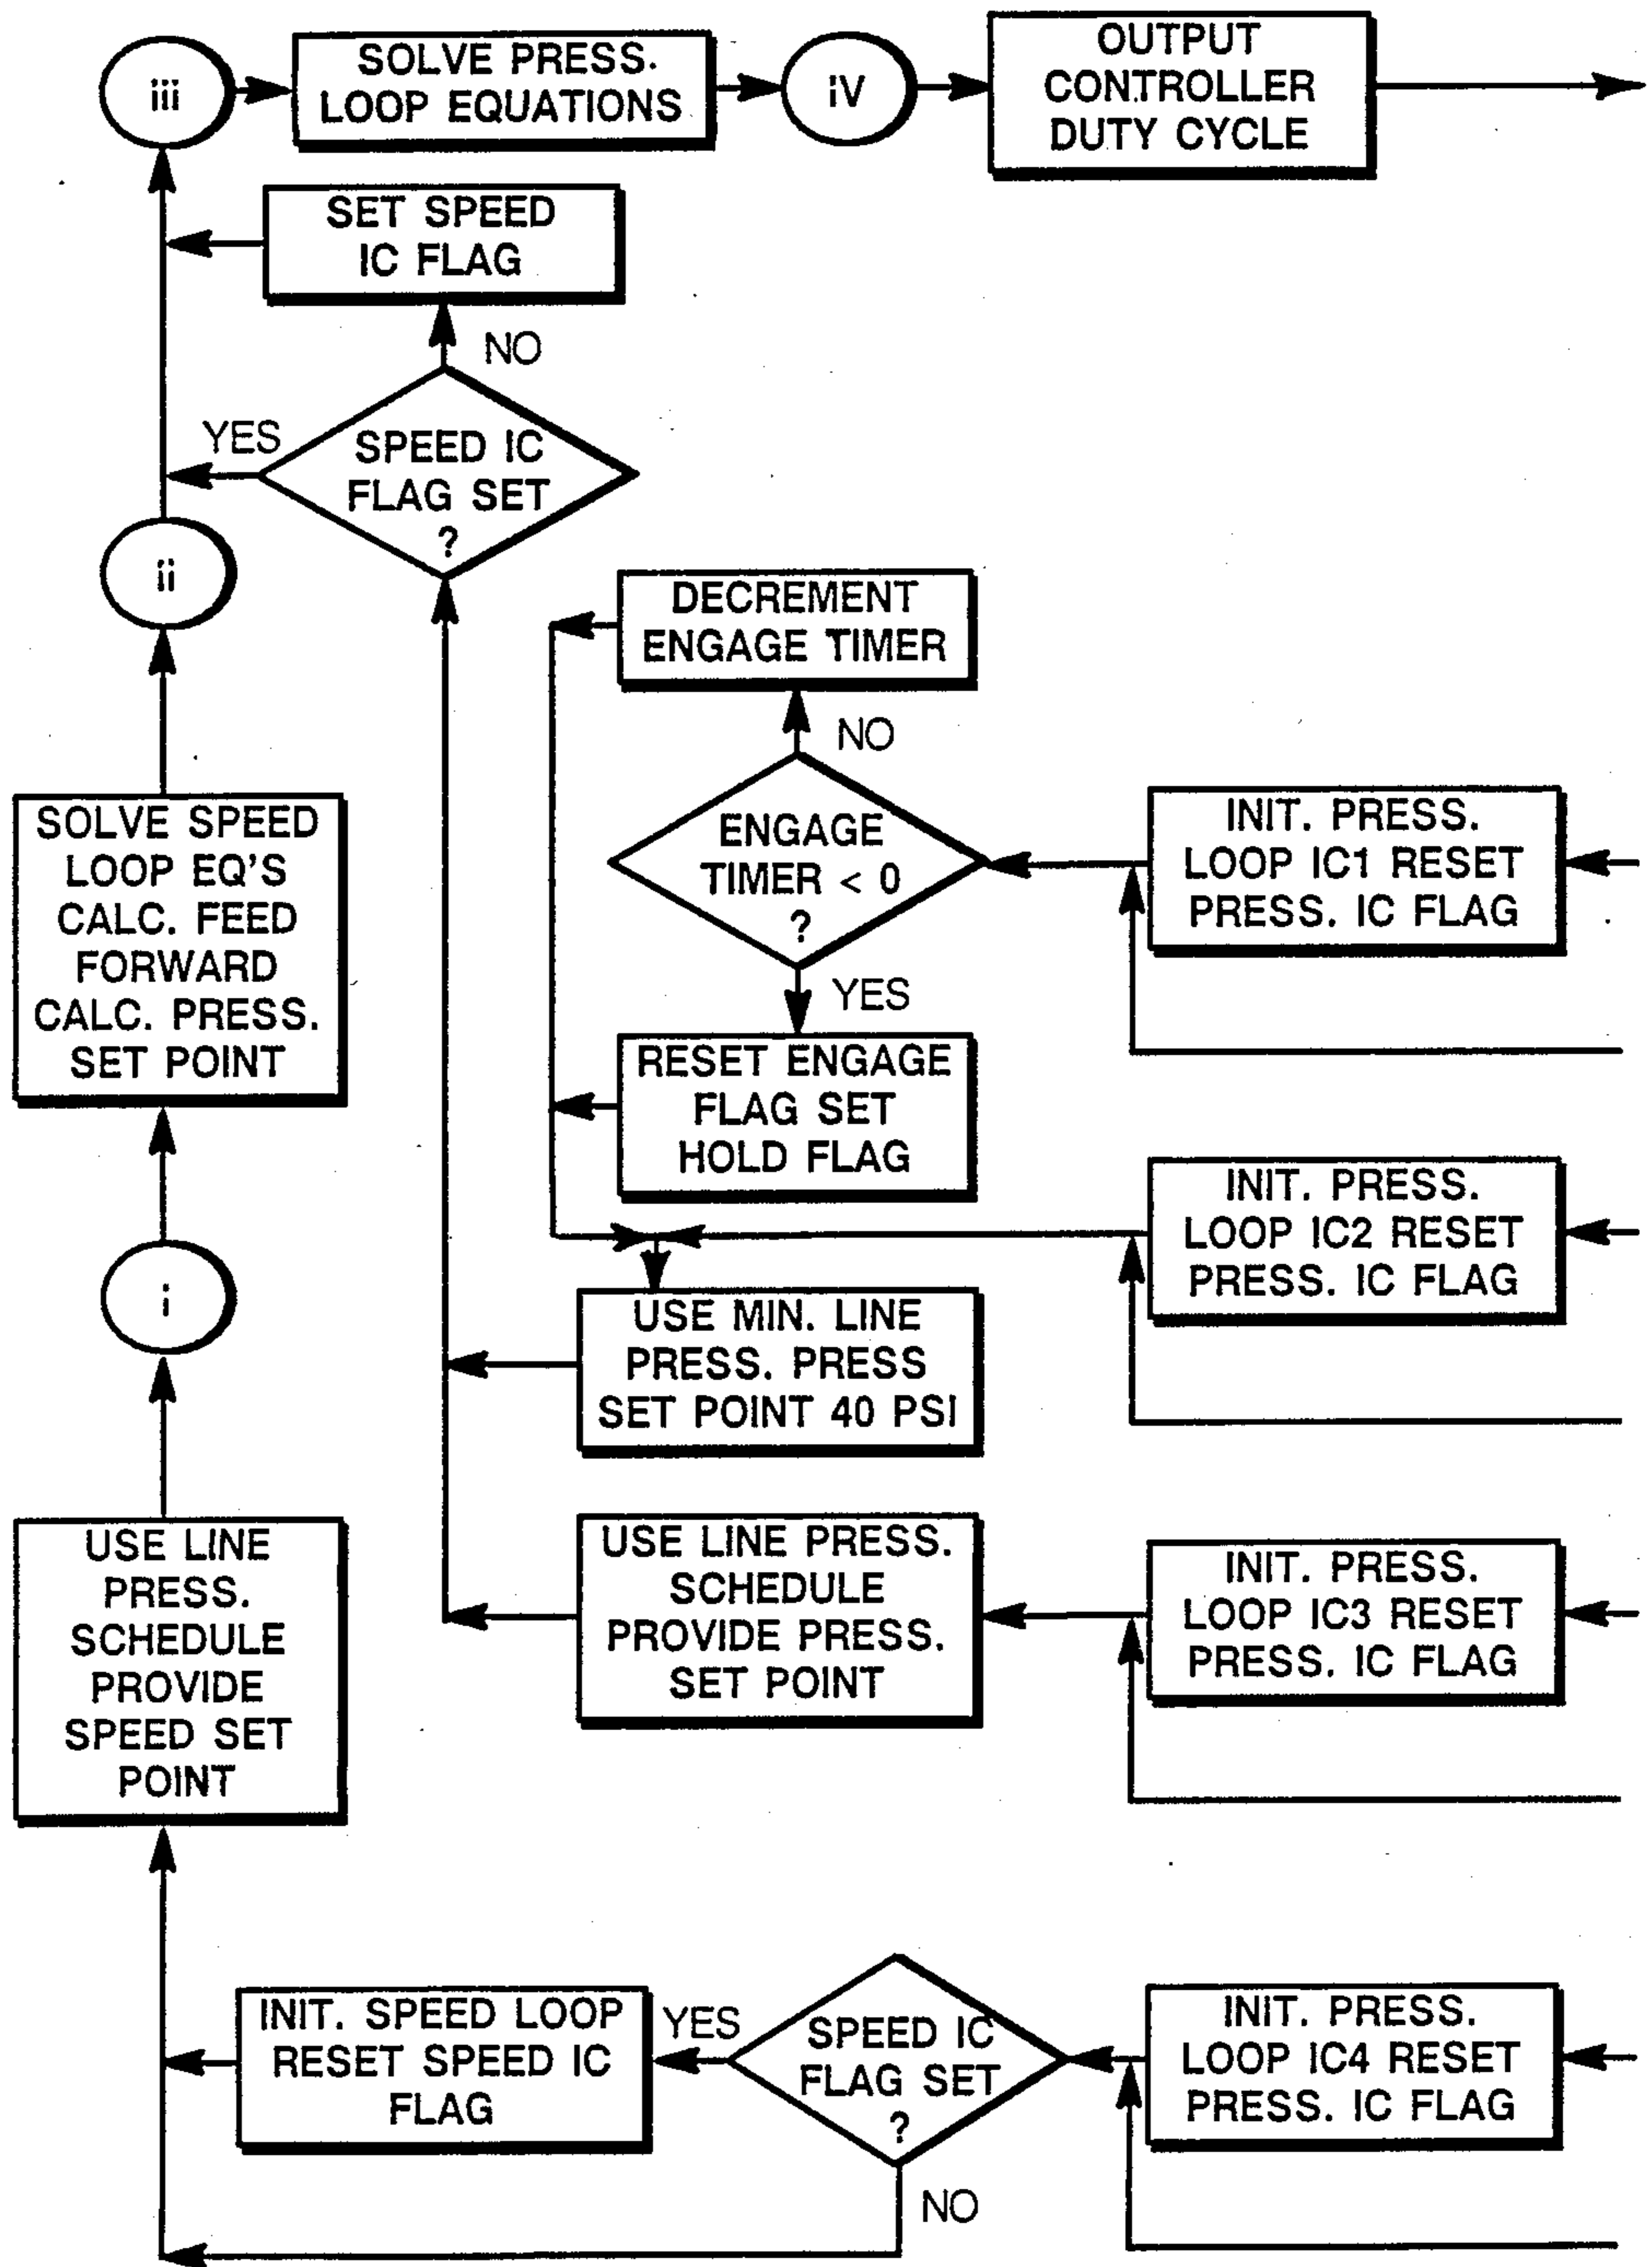 iii
SOLVE PRESS.
LOOP EQUATIONS
iV
OUTPUT
CONTROLLER
DUTY CYCLE
SET SPEED
IC FLAG
NO
YES
SPEED IC
FLAG SET
?
ii
DECREMENT
ENGAGE TIMER
NO
ENGAGE
TIMER < 0
?
YES
INIT. PRESS.
LOOP IC1 RESET
PRESS. IC FLAG
SOLVE SPEED
LOOP EQ'S
CALC. FEED
FORWARD
CALC. PRESS.
SET POINT
RESET ENGAGE
FLAG SET
HOLD FLAG
INIT. PRESS.
LOOP IC2 RESET
PRESS. IC FLAG
i
USE MIN. LINE
PRESS. PRESS
SET POINT 40 PSI
USE LINE
PRESS.
SCHEDULE
PROVIDE
SPEED SET
POINT
USE LINE PRESS.
SCHEDULE
PROVIDE PRESS.
SET POINT
INIT. PRESS.
LOOP IC3 RESET
PRESS. IC FLAG
INIT. SPEED LOOP
RESET SPEED IC
FLAG
YES
SPEED IC
FLAG SET
?
NO
INIT. PRESS.
LOOP IC4 RESET
PRESS. IC FLAG